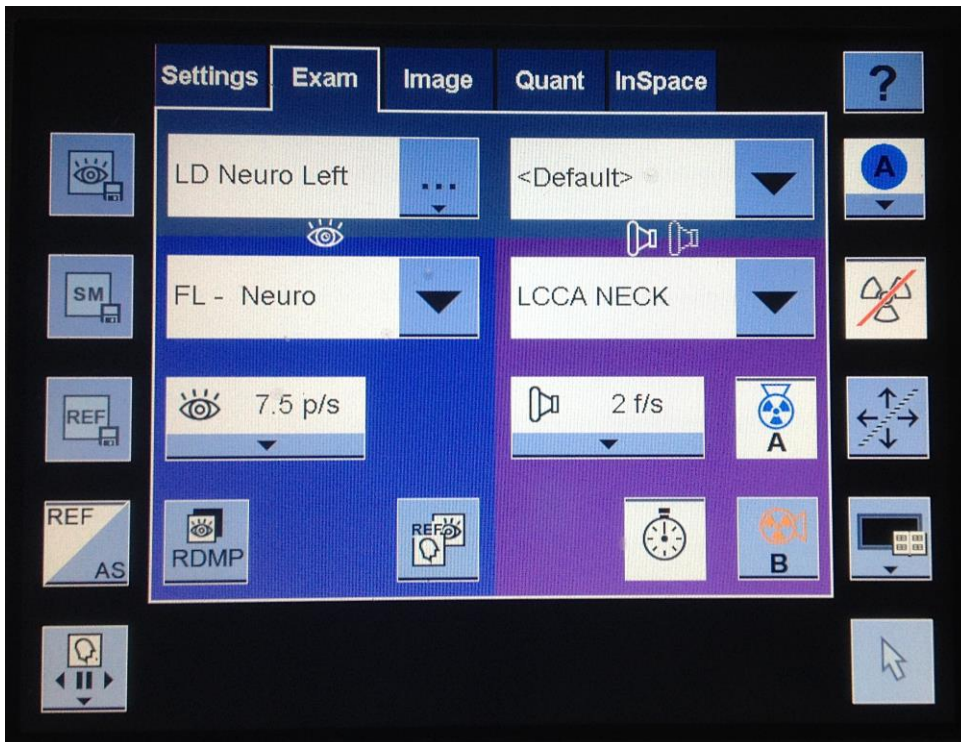 Settings Exam Image Quant InSpace ?
LD Neuro Left ... <Default> A
SM FL - Neuro LCCA NECK
REF 7.5 p/s 2 f/s A
REF AS RDMP REF B